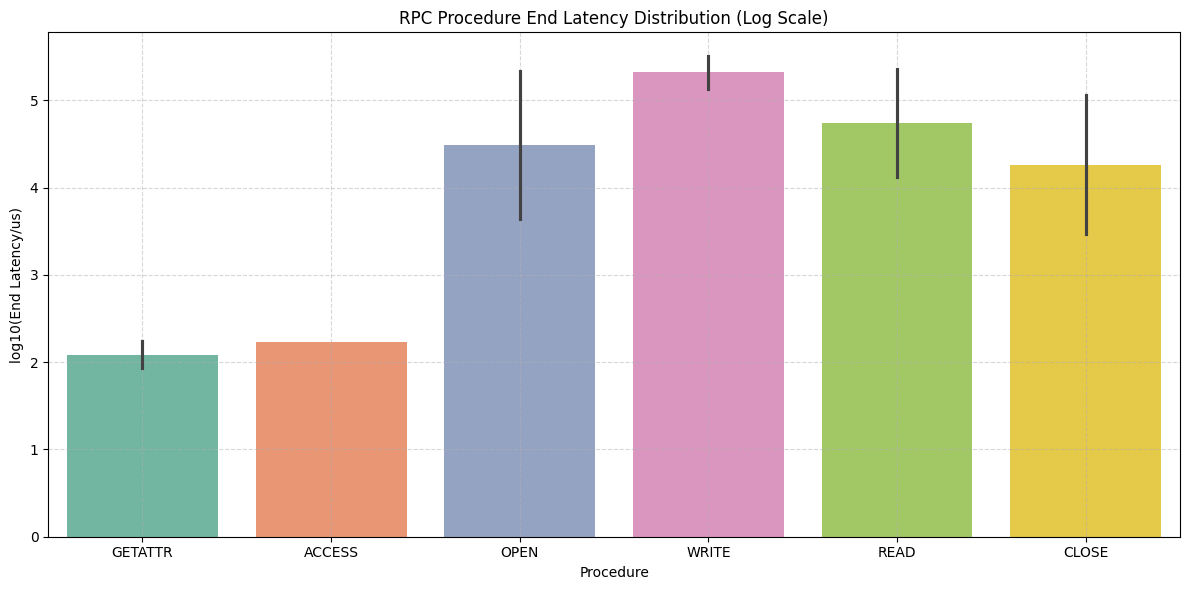 RPC Procedure End Latency Distribution (Log Scale)
log10(End Latency/us)
5
4
3
2
1
0
GETATTR ACCESS OPEN WRITE READ CLOSE
Procedure